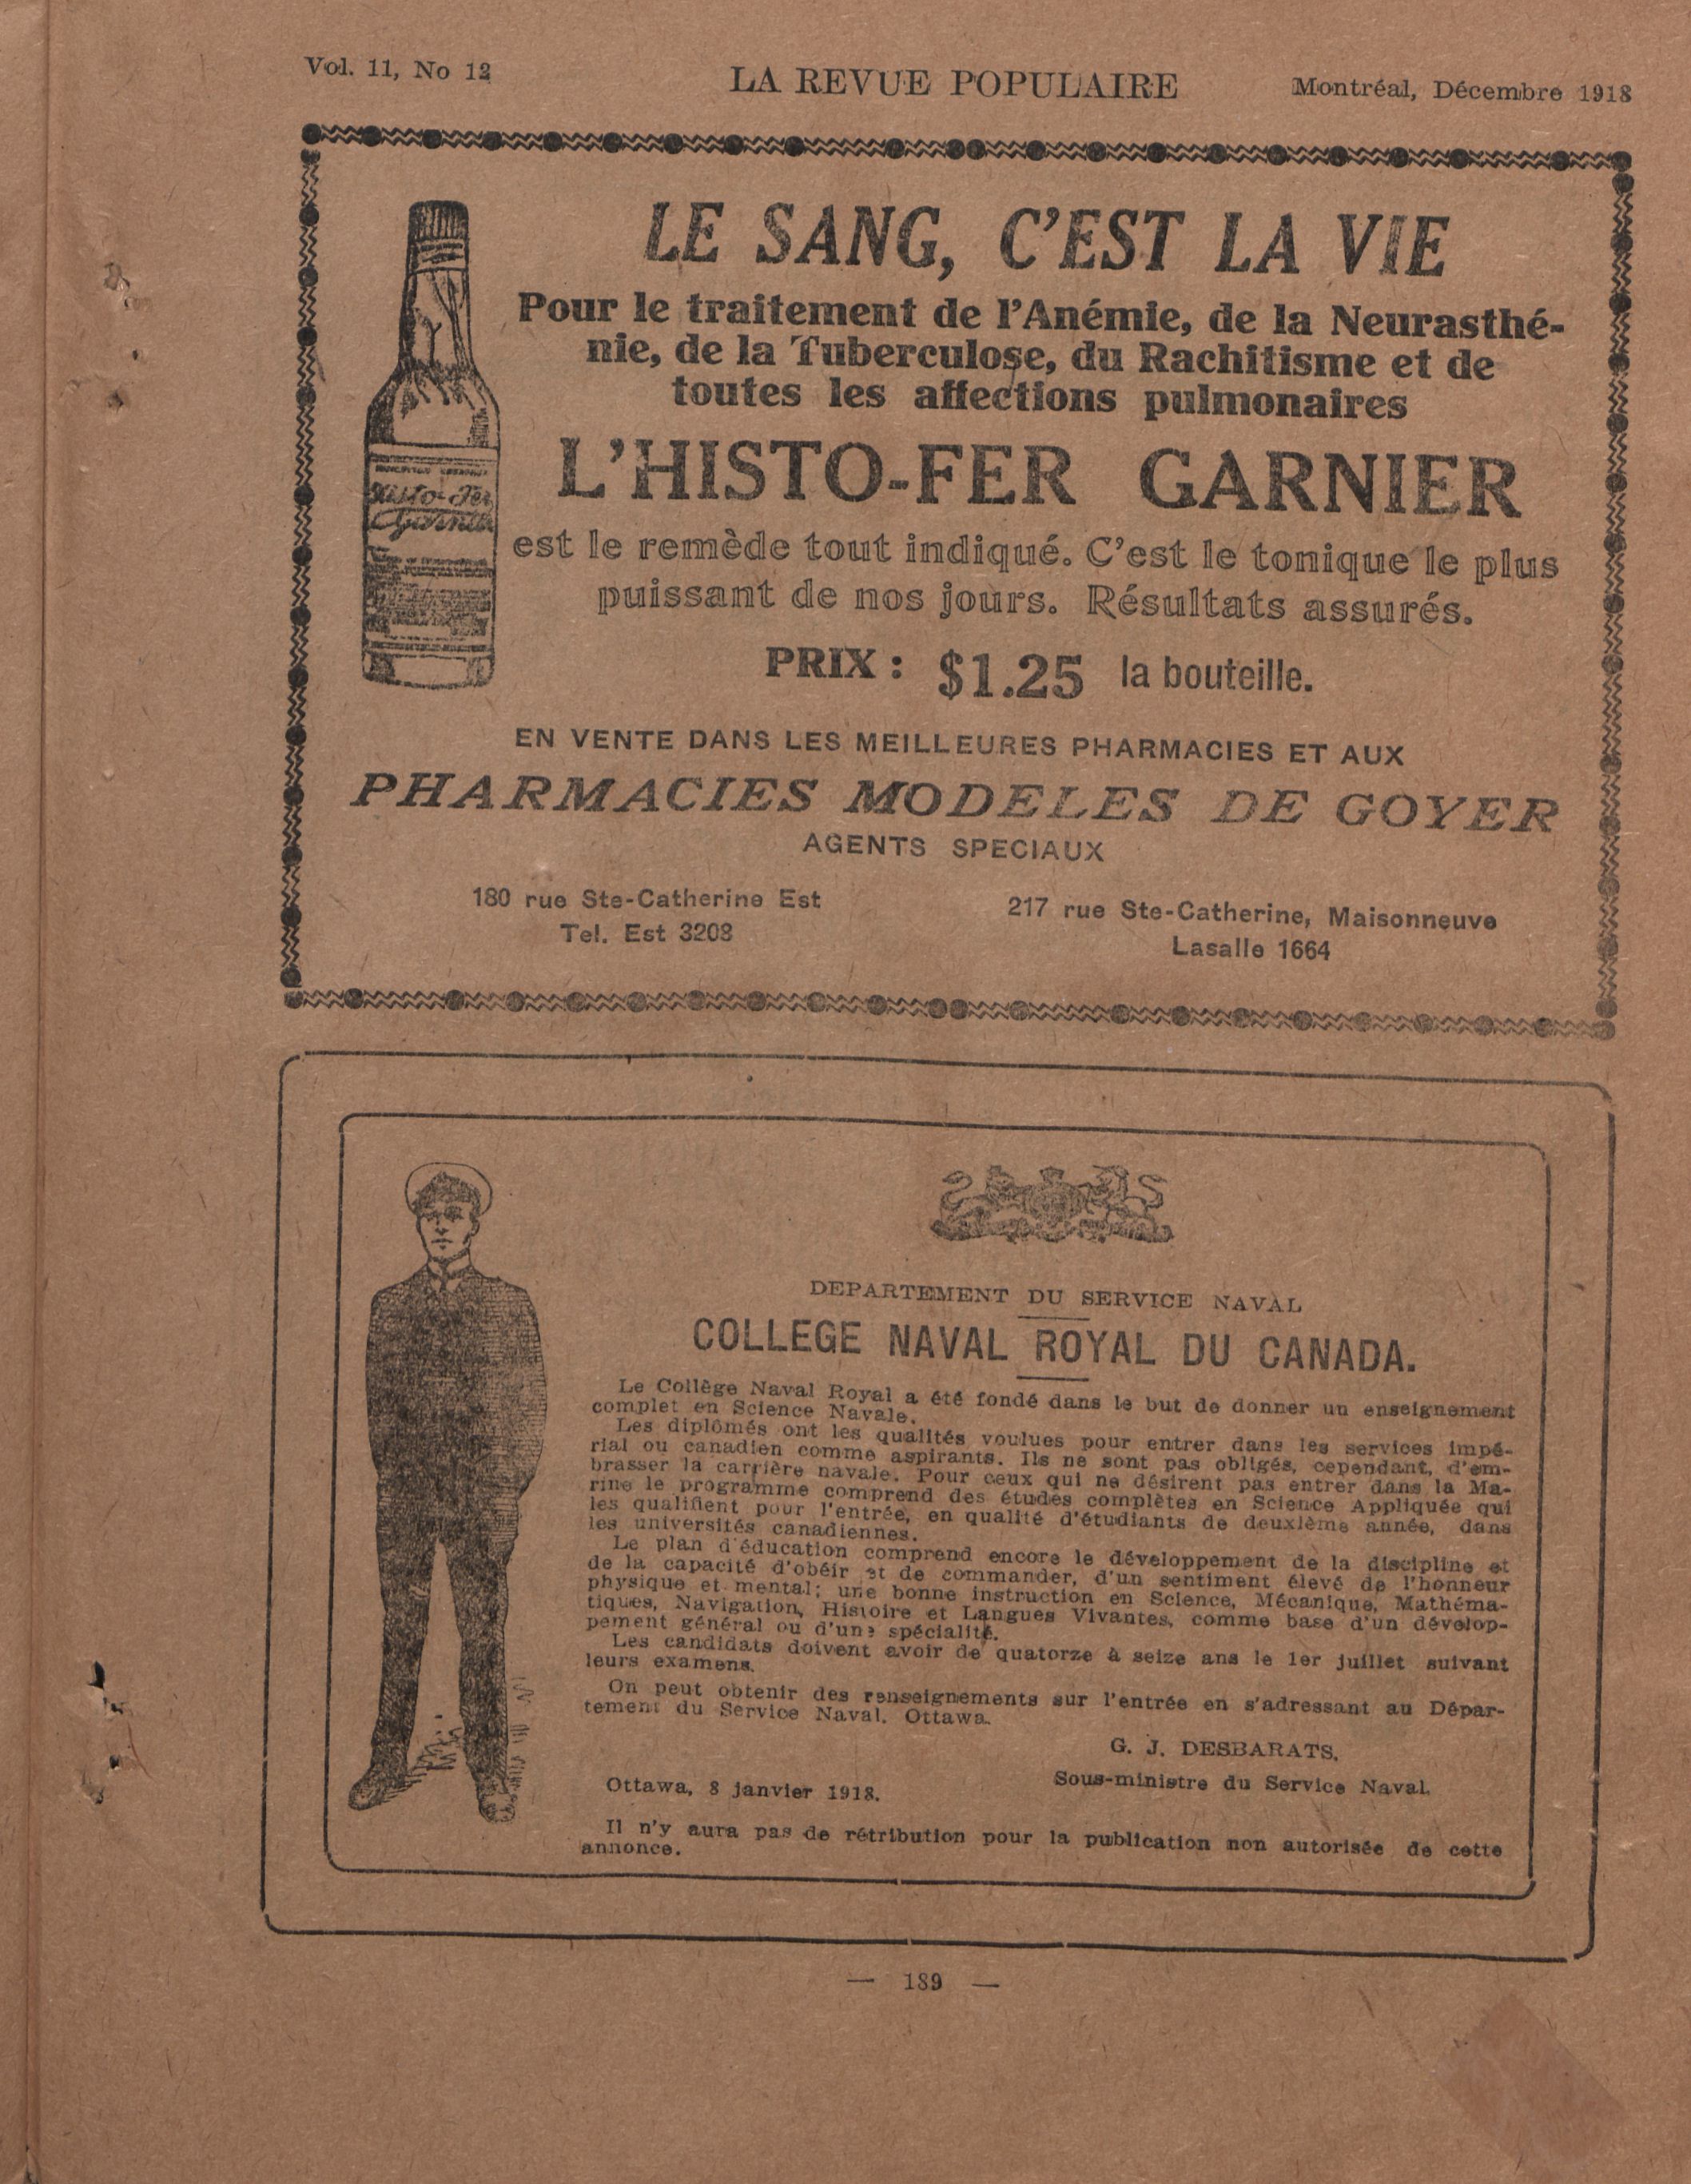 Vol. 11, No 12
LA REVUE POPULAIRE
Montréal, Décembre 1918
LE SANG, C'EST LA VIE
Pour le traitement de l'Anémie, de la Neurasthé-
nie, de la Tuberculose, du Rachitisme et de
toutes les affections pulmonaires
Histo-Fer
Garnier
L'HISTO-FER GARNIER
est le remède tout indiqué. C'est le tonique le plus
puissant de nos jours. Résultats assurés.
PRIX : $1.25 la bouteille.
EN VENTE DANS LES MEILLEURES PHARMACIES ET AUX
PHARMACIES MODELES DE GOYER
AGENTS SPECIAUX
180 rue Ste-Catherine Est
Tel. Est 3208
217 rue Ste-Catherine, Maisonneuve
Lasalle 1664
DEPARTEMENT DU SERVICE NAVAL
COLLEGE NAVAL ROYAL DU CANADA.
Le Collège Naval Royal a été fondé dans le but de donner un enseignement
complet en Science Navale.
Les diplômés ont les qualités voulues pour entrer dans les services impé-
rial ou canadien comme aspirants. Ils ne sont pas obligés, cependant, d'em-
brasser la carrière navale. Pour ceux qui ne désirent pas entrer dans la Ma-
rine le programme comprend des études complètes en Science Appliquée qui
les qualifient pour l'entrée, en qualité d'étudiants de deuxième année, dans
les universités canadiennes.
Le plan d'éducation comprend encore le développement de la discipline et
de la capacité d'obéir et de commander, d'un sentiment élevé de l'honneur
physique et mental; une bonne instruction en Science, Mécanique, Mathéma-
tiques, Navigation, Histoire et Langues Vivantes, comme base d'un dévelop-
pement général ou d'une spécialité.
Les candidats doivent avoir de quatorze à seize ans le 1er juillet suivant
leurs examens.
On peut obtenir des renseignements sur l'entrée en s'adressant au Dépar-
tement du Service Naval, Ottawa.
G. J. DESBARATS,
Sous-ministre du Service Naval.
Ottawa, 8 janvier 1918.
Il n'y aura pas de rétribution pour la publication non autorisée de cette
annonce.
— 189 —